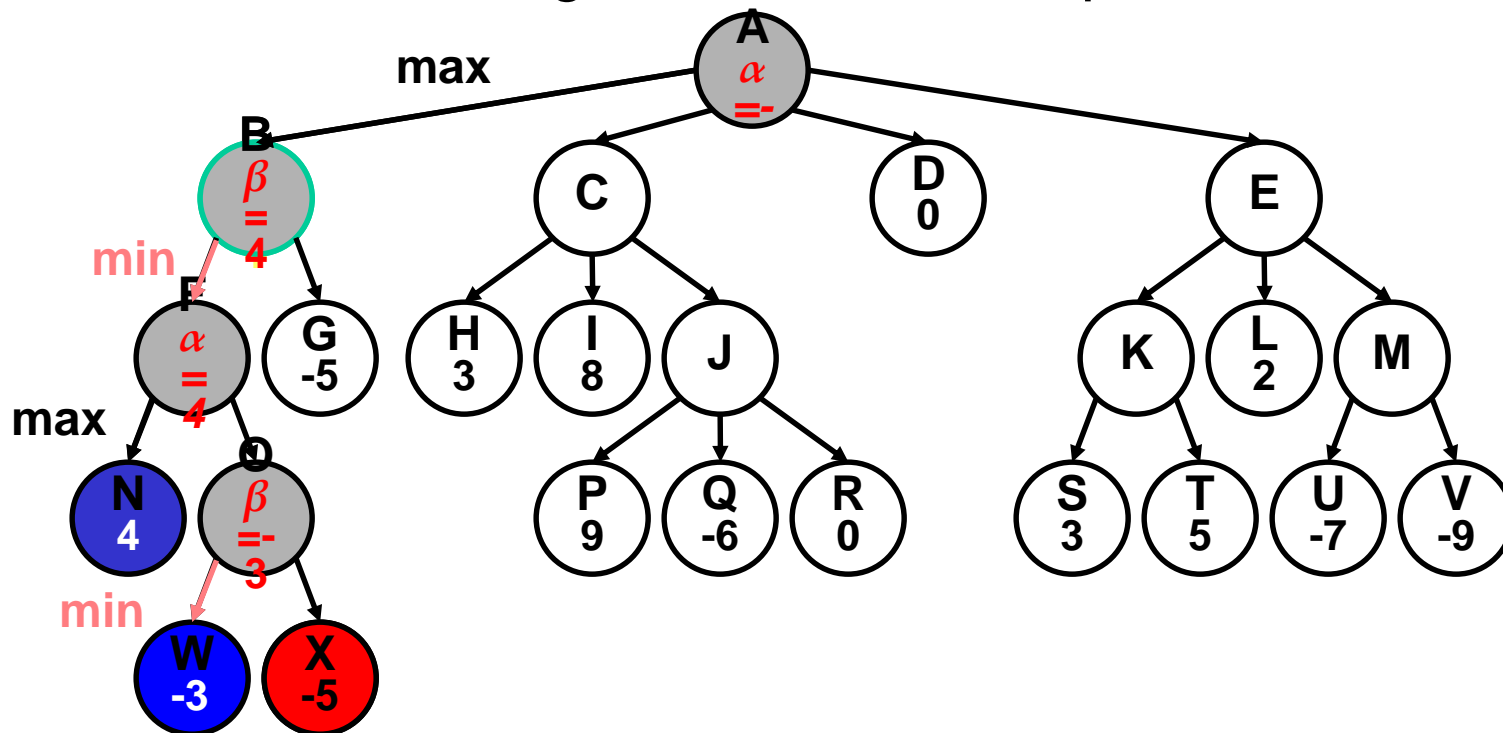 A
max
α
=-
B
β
=
4
C
D
0
E
min
F
α
=
4
G
-5
H
3
I
8
J
K
L
2
M
max
N
4
O
β
=-
3
P
9
Q
-6
R
0
S
3
T
5
U
-7
V
-9
min
W
-3
X
-5